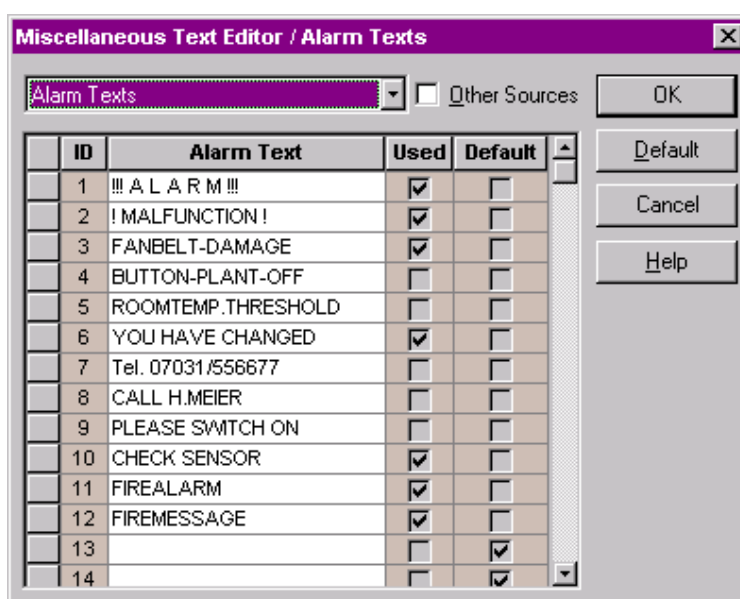 Miscellaneous Text Editor / Alarm Texts
Alarm Texts Other Sources OK
ID Alarm Text Used Default Default
1 !!! A L A R M !!!
2 ! MALFUNCTION ! Cancel
3 FANBELT-DAMAGE
4 BUTTON-PLANT-OFF Help
5 ROOMTEMP.THRESHOLD
6 YOU HAVE CHANGED
7 Tel. 07031/556677
8 CALL H.MEIER
9 PLEASE SWITCH ON
10 CHECK SENSOR
11 FIREALARM
12 FIREMESSAGE
13
14